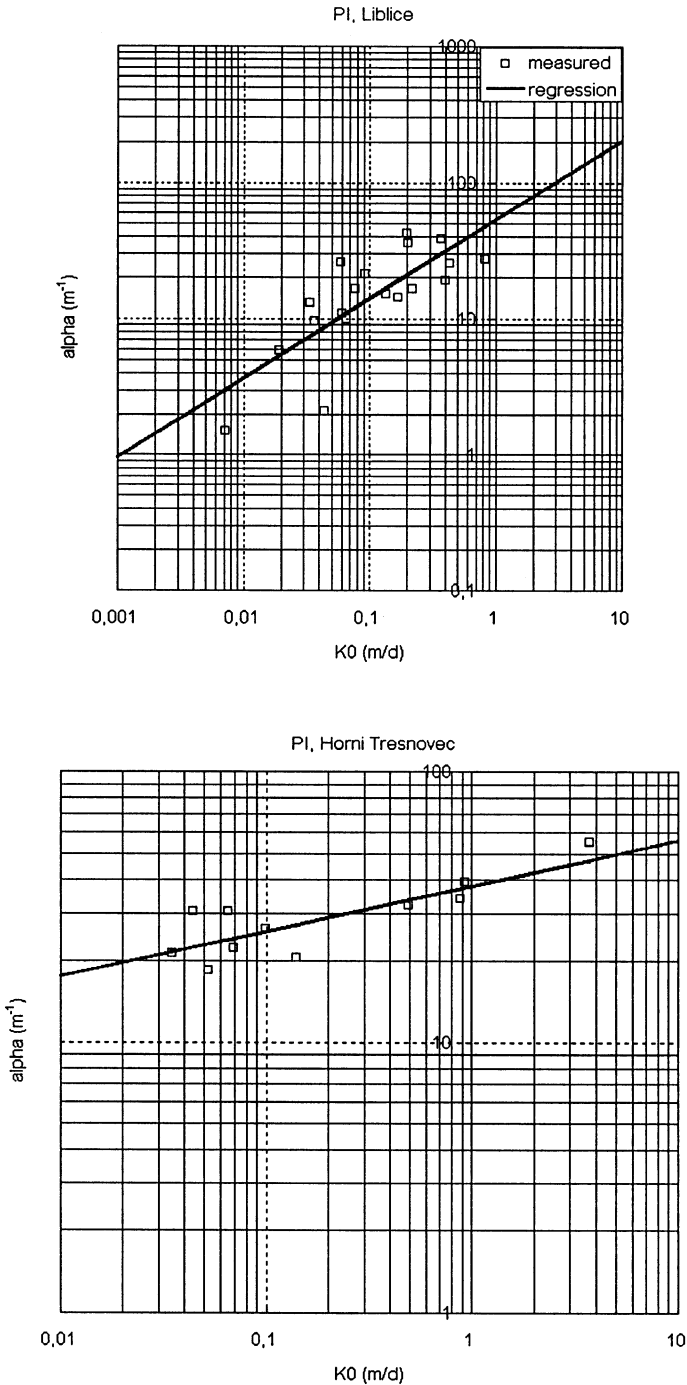 PI, Liblice
1000
measured
regression
100
10
1
0,1
alpha (m⁻¹)
0,001 0,01 0,1 1 10
K0 (m/d)
PI, Horni Tresnovec
100
10
1
alpha (m⁻¹)
0,01 0,1 1 10
K0 (m/d)